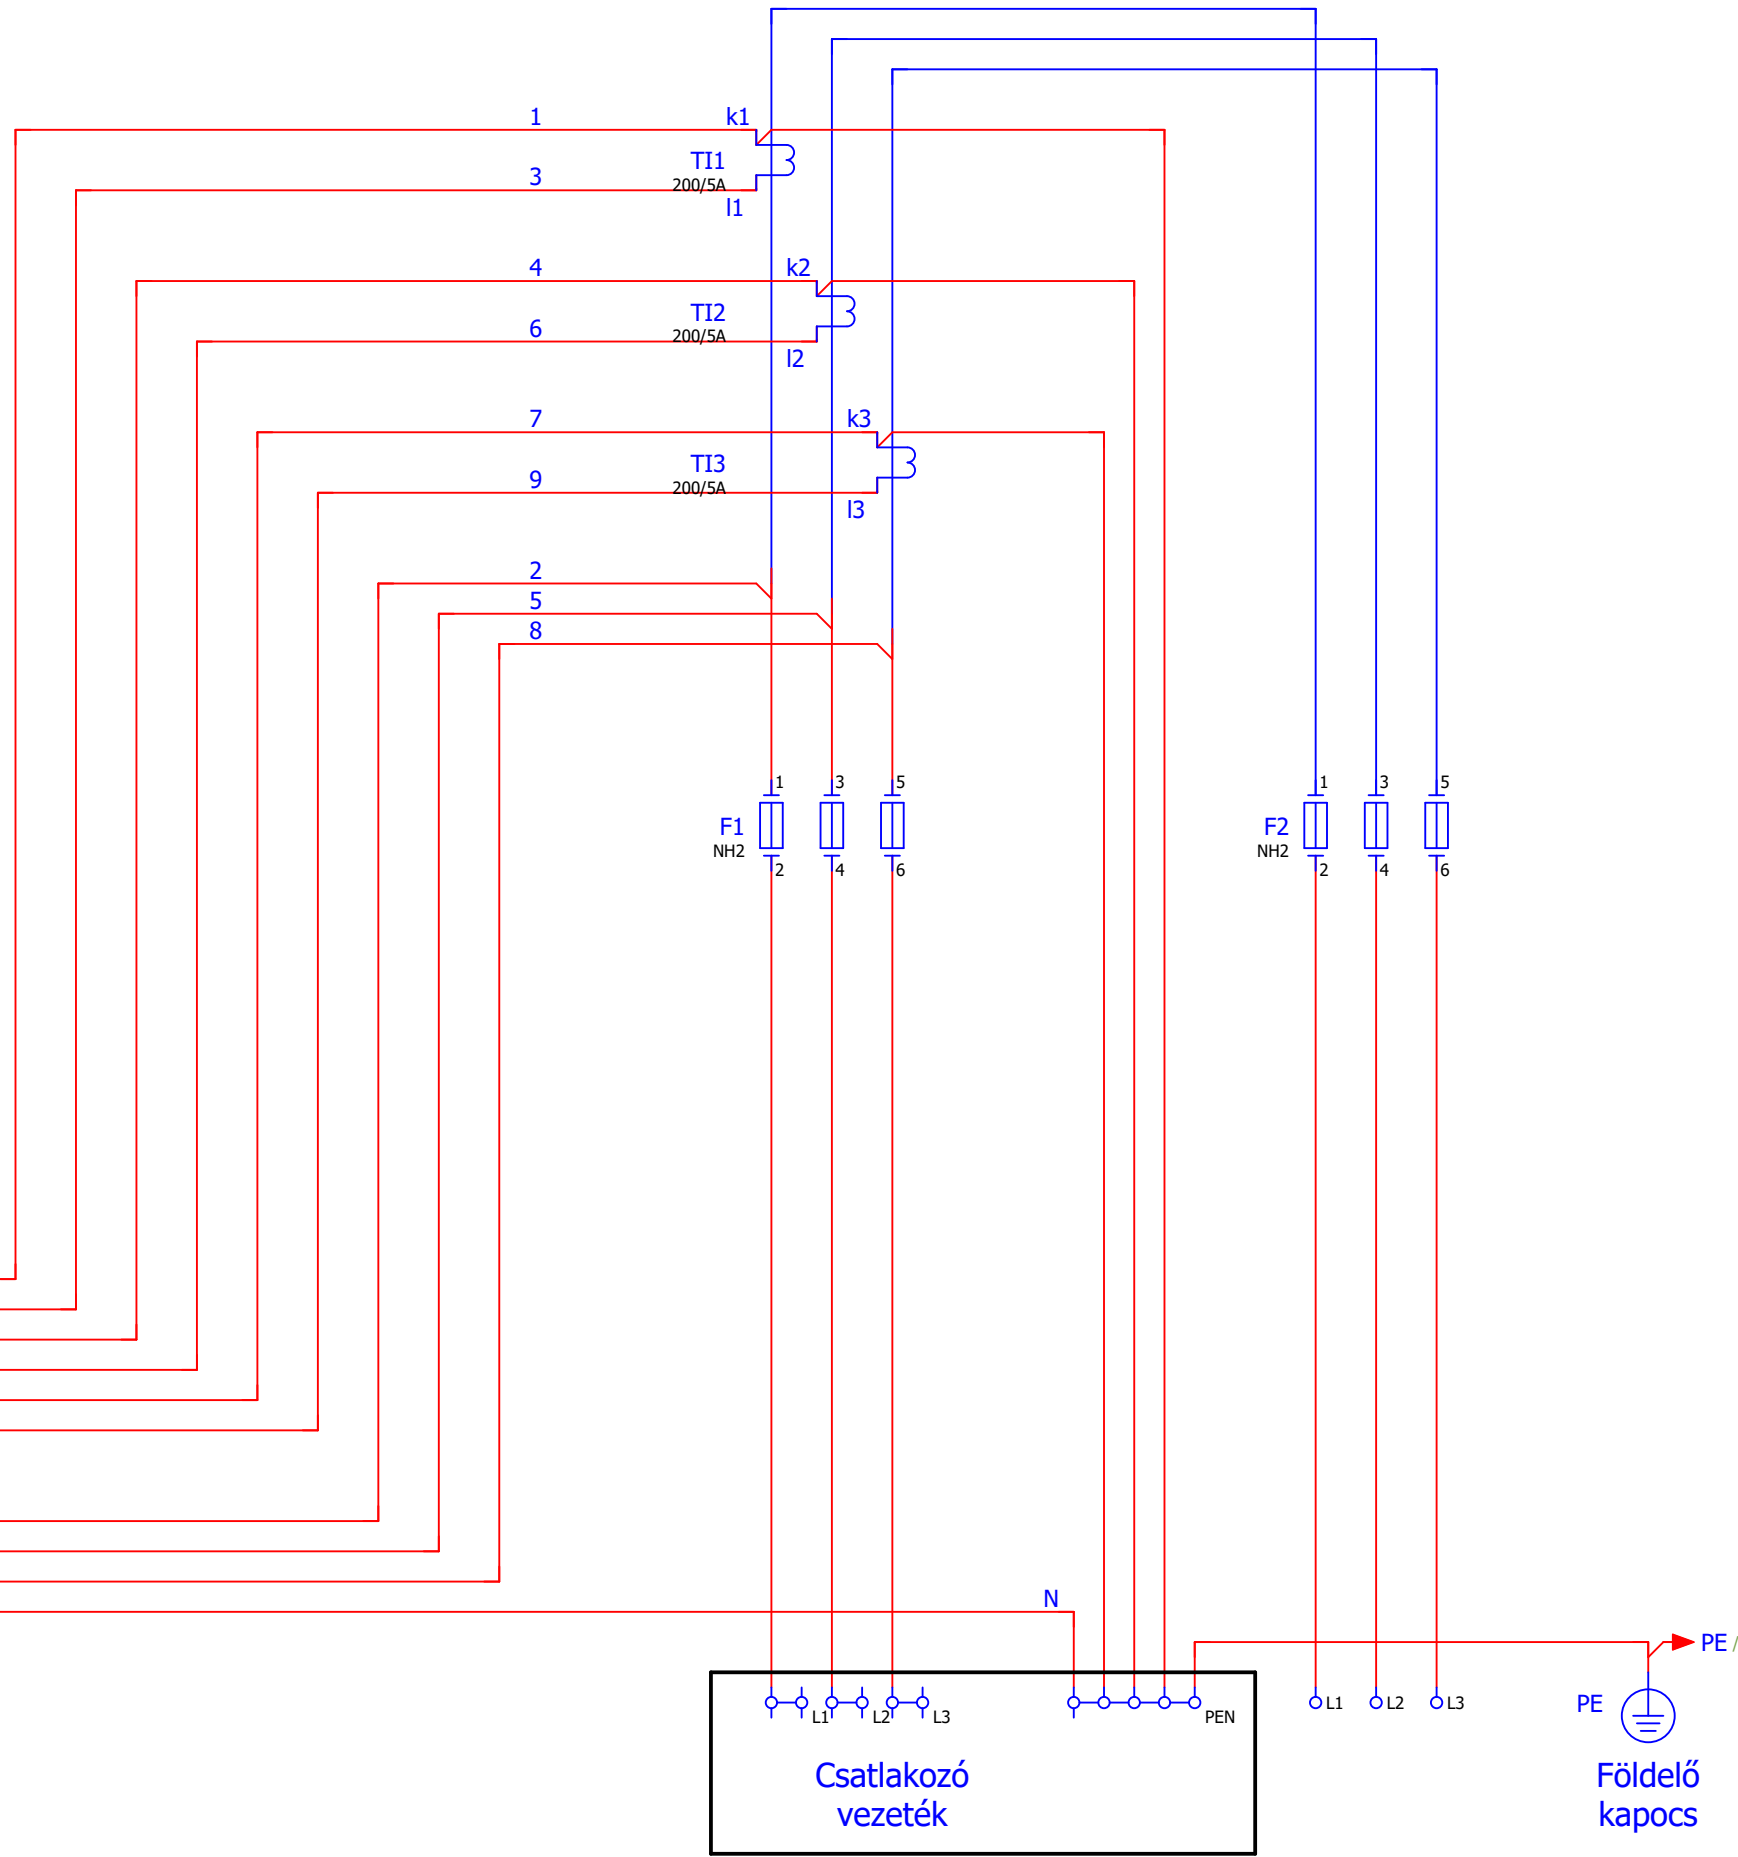 1
k1
TI1
200/5A
3
l1
4
k2
TI2
200/5A
6
l2
7
k3
TI3
200/5A
9
l3
2
5
8
1
3
5
F1
NH2
2
4
6
1
3
5
F2
NH2
2
4
6
N
PE /
L1
L2
L3
PEN
L1
L2
L3
PE
Csatlakozó
vezeték
Földelő
kapocs